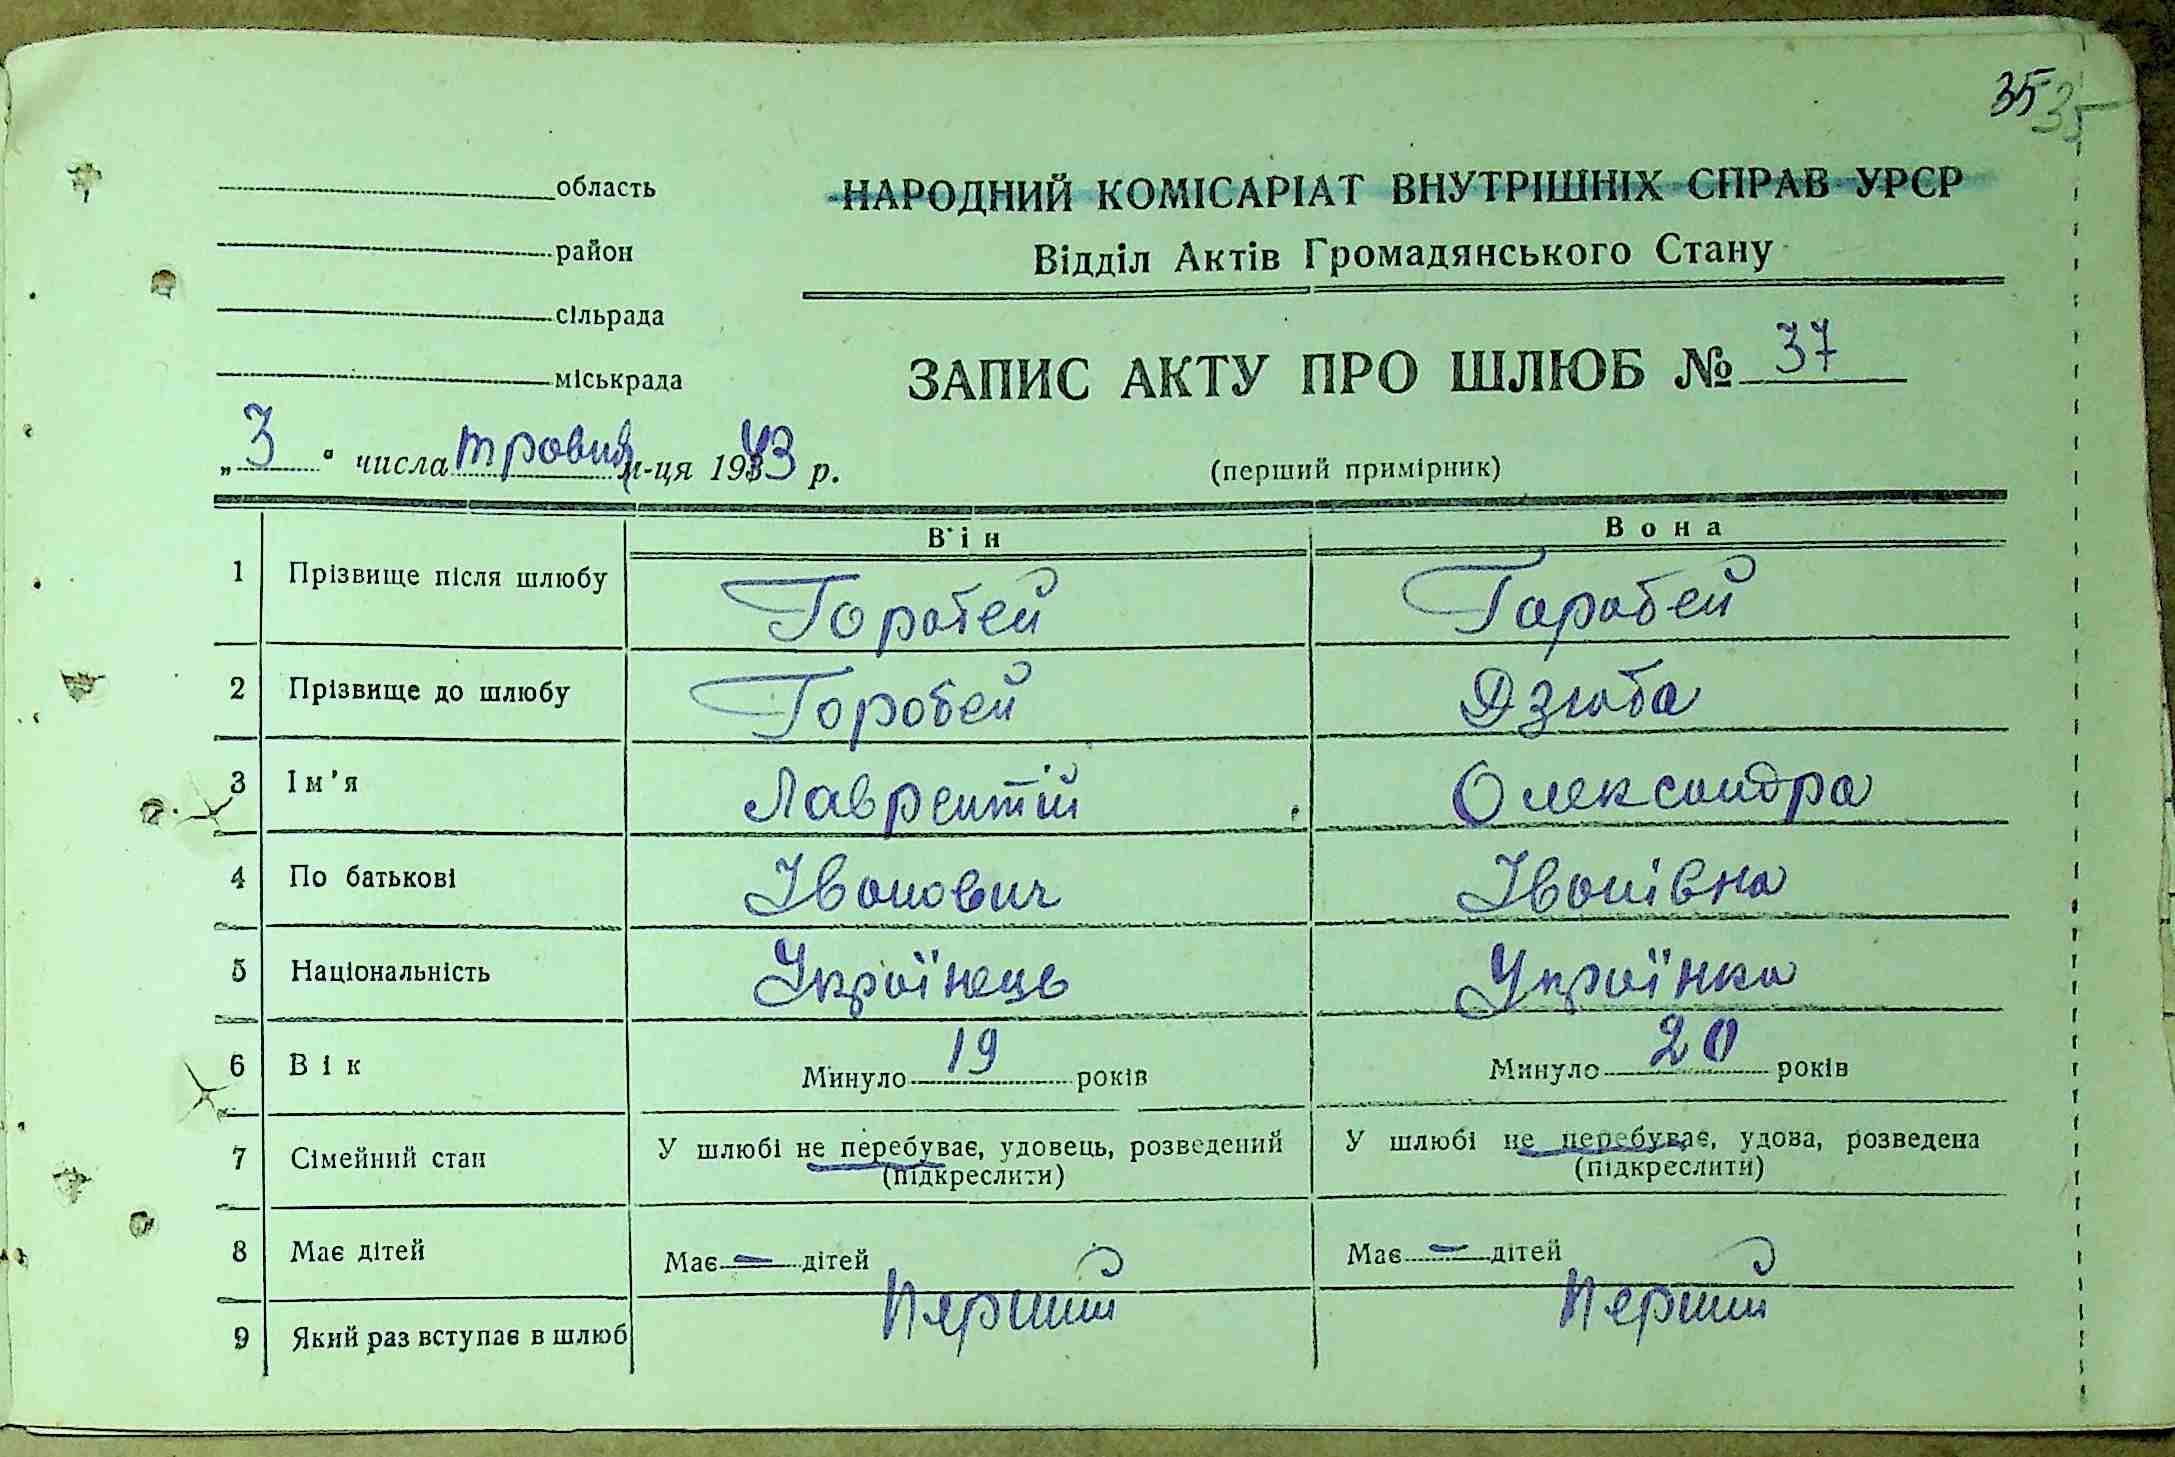 35 35
область
район
сільрада
міськрада
НАРОДНИЙ КОМІСАРІАТ ВНУТРІШНІХ СПРАВ УРСР
Відділ Актів Громадянського Стану
ЗАПИС АКТУ ПРО ШЛЮБ № 37
„3“ числа травня м-ця 1943 р.
(перший примірник)
Він Вона
1 Прізвище після шлюбу Горобей Горобей
2 Прізвище до шлюбу Горобей Дзюба
3 Ім'я Лаврентій Олександра
4 По батькові Іванович Іванівна
5 Національність Українець Українка
6 Вік Минуло 19 років Минуло 20 років
7 Сімейний стан У шлюбі не перебуває, удовець, розведений У шлюбі не перебуває, удова, розведена
(підкреслити) (підкреслити)
8 Має дітей Має — дітей Має — дітей
9 Який раз вступає в шлюб Перший Перший